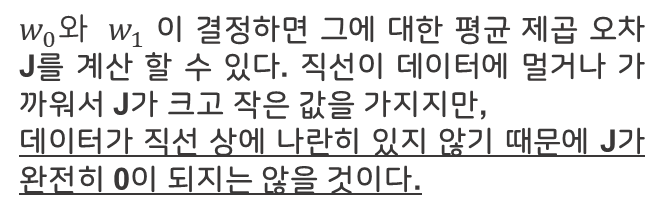 w₀와 w₁ 이 결정하면 그에 대한 평균 제곱 오차
J를 계산 할 수 있다. 직선이 데이터에 멀거나 가
까워서 J가 크고 작은 값을 가지지만,
데이터가 직선 상에 나란히 있지 않기 때문에 J가
완전히 0이 되지는 않을 것이다.